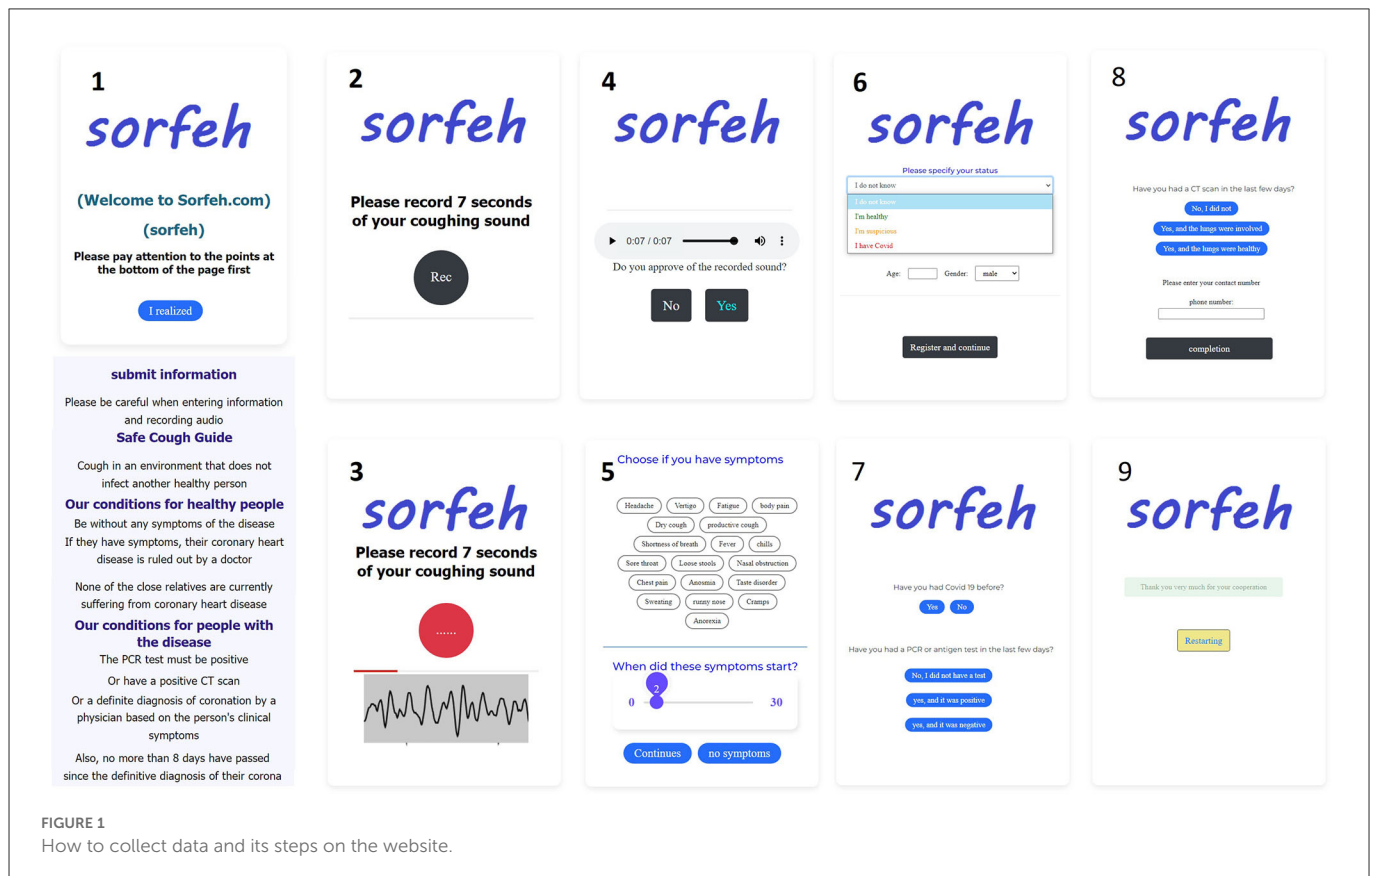 1
sorfeh
(Welcome to Sorfeh.com)
(sorfeh)
Please pay attention to the points at
the bottom of the page first
I realized
submit information
Please be careful when entering information
and recording audio
Safe Cough Guide
Cough in an environment that does not
infect another healthy person
Our conditions for healthy people
Be without any symptoms of the disease
If they have symptoms, their coronary heart
disease is ruled out by a doctor
None of the close relatives are currently
suffering from coronary heart disease
Our conditions for people with
the disease
The PCR test must be positive
Or have a positive CT scan
Or a definite diagnosis of coronation by a
physician based on the person's clinical
symptoms
Also, no more than 8 days have passed
since the definitive diagnosis of their corona
2
sorfeh
Please record 7 seconds
of your coughing sound
Rec
3
sorfeh
Please record 7 seconds
of your coughing sound
......
4
sorfeh
0:07 / 0:07
Do you approve of the recorded sound?
No Yes
5
Choose if you have symptoms
Headache Vertigo Fatigue body pain
Dry cough productive cough
Shortness of breath Fever chills
Sore throat Loose stools Nasal obstruction
Chest pain Anosmia Taste disorder
Sweating runny nose Cramps
Anorexia
When did these symptoms start?
2
0 30
Continues no symptoms
6
sorfeh
Please specify your status
I do not know
I do not know
I'm healthy
I'm suspicious
I have Covid
Age: Gender: male
Register and continue
7
sorfeh
Have you had Covid 19 before?
Yes No
Have you had a PCR or antigen test in the last few days?
No, I did not have a test
yes, and it was positive
yes, and it was negative
8
sorfeh
Have you had a CT scan in the last few days?
No, I did not
Yes, and the lungs were involved
Yes, and the lungs were healthy
Please enter your contact number
phone number:
completion
9
sorfeh
Thank you very much for your cooperation
Restarting
FIGURE 1
How to collect data and its steps on the website.